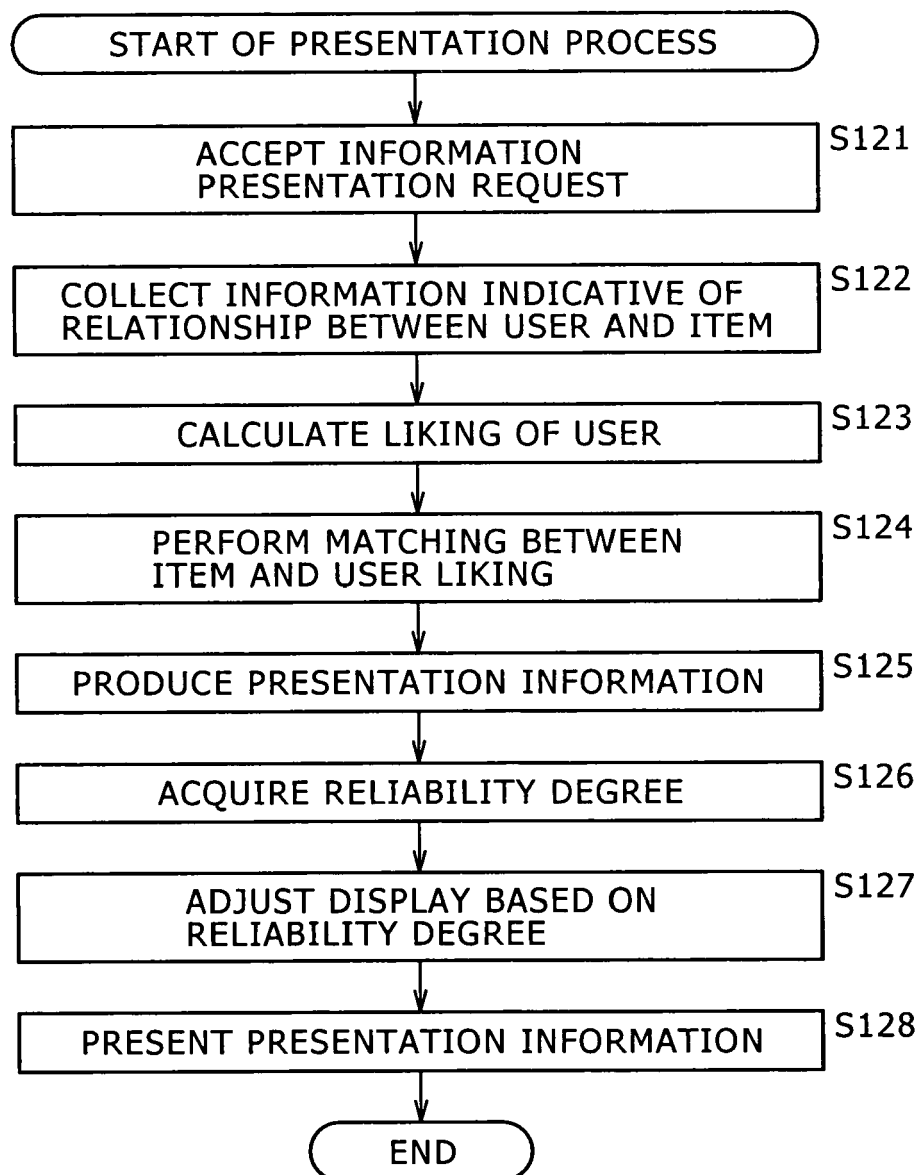 START OF PRESENTATION PROCESS
S121
ACCEPT INFORMATION
PRESENTATION REQUEST
S122
COLLECT INFORMATION INDICATIVE OF
RELATIONSHIP BETWEEN USER AND ITEM
S123
CALCULATE LIKING OF USER
S124
PERFORM MATCHING BETWEEN
ITEM AND USER LIKING
S125
PRODUCE PRESENTATION INFORMATION
S126
ACQUIRE RELIABILITY DEGREE
S127
ADJUST DISPLAY BASED ON
RELIABILITY DEGREE
S128
PRESENT PRESENTATION INFORMATION
END